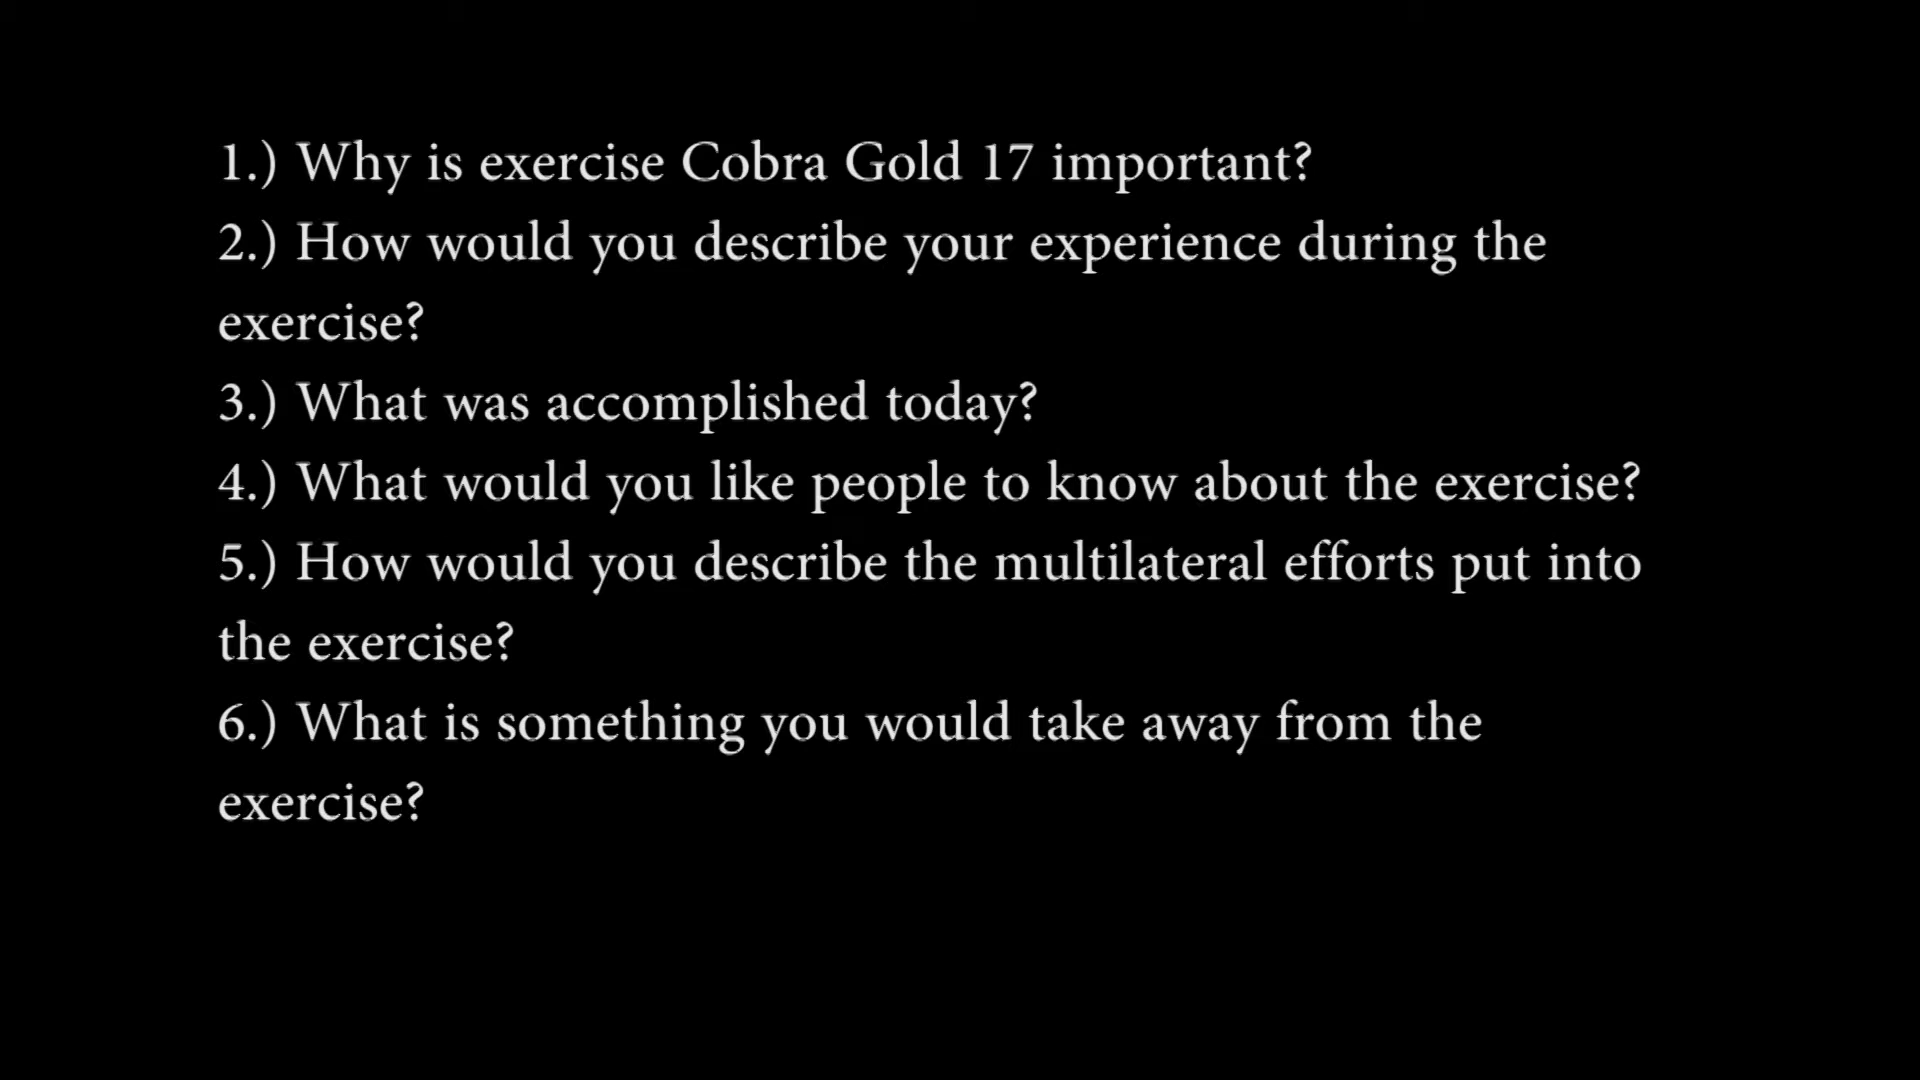 1.) Why is exercise Cobra Gold 17 important?
2.) How would you describe your experience during the
exercise?
3.) What was accomplished today?
4.) What would you like people to know about the exercise?
5.) How would you describe the multilateral efforts put into
the exercise?
6.) What is something you would take away from the
exercise?